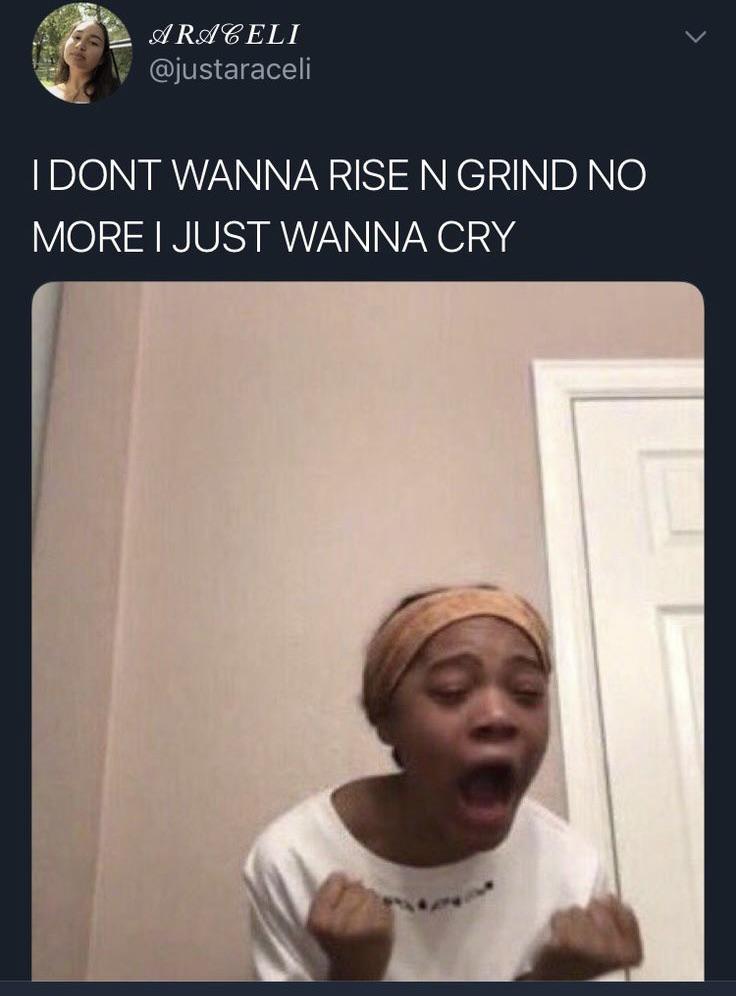 𝒜𝑅𝒜𝒞𝐸𝐿𝐼
@justaraceli
I DONT WANNA RISE N GRIND NO
MORE I JUST WANNA CRY